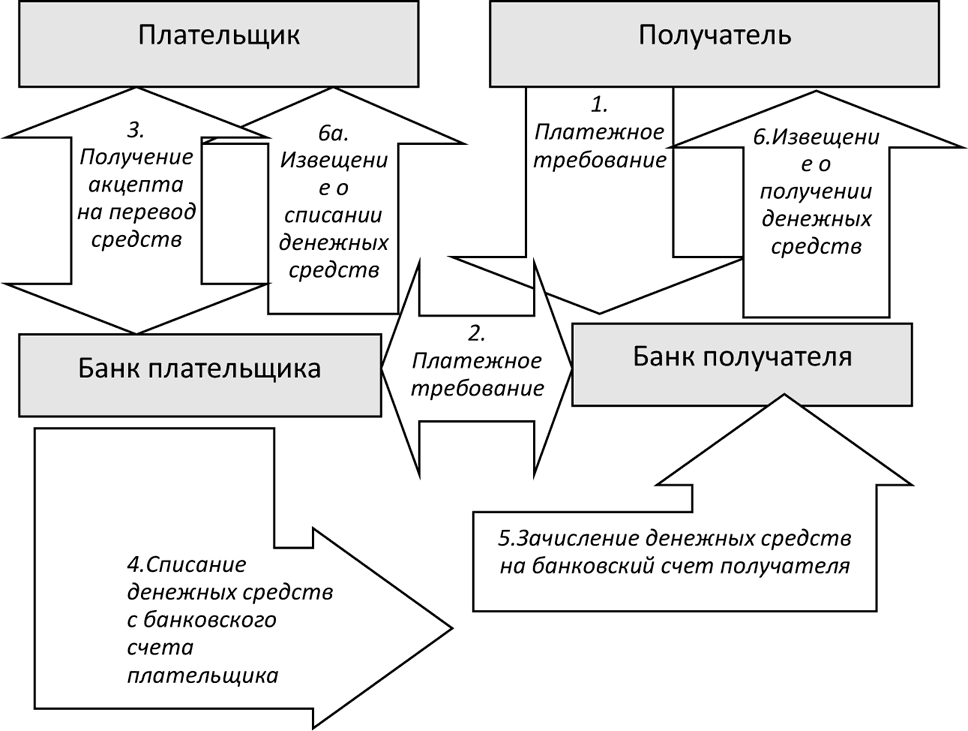 Плательщик
Получатель
3.
Получение
акцепта
на перевод
средств
6а.
Извещени
е о
списании
денежных
средств
1.
Платежное
требование
6.Извещени
е о
получении
денежных
средств
Банк плательщика
2.
Платежное
требование
Банк получателя
4.Списание
денежных средств
с банковского
счета
плательщика
5.Зачисление денежных средств
на банковский счет получателя